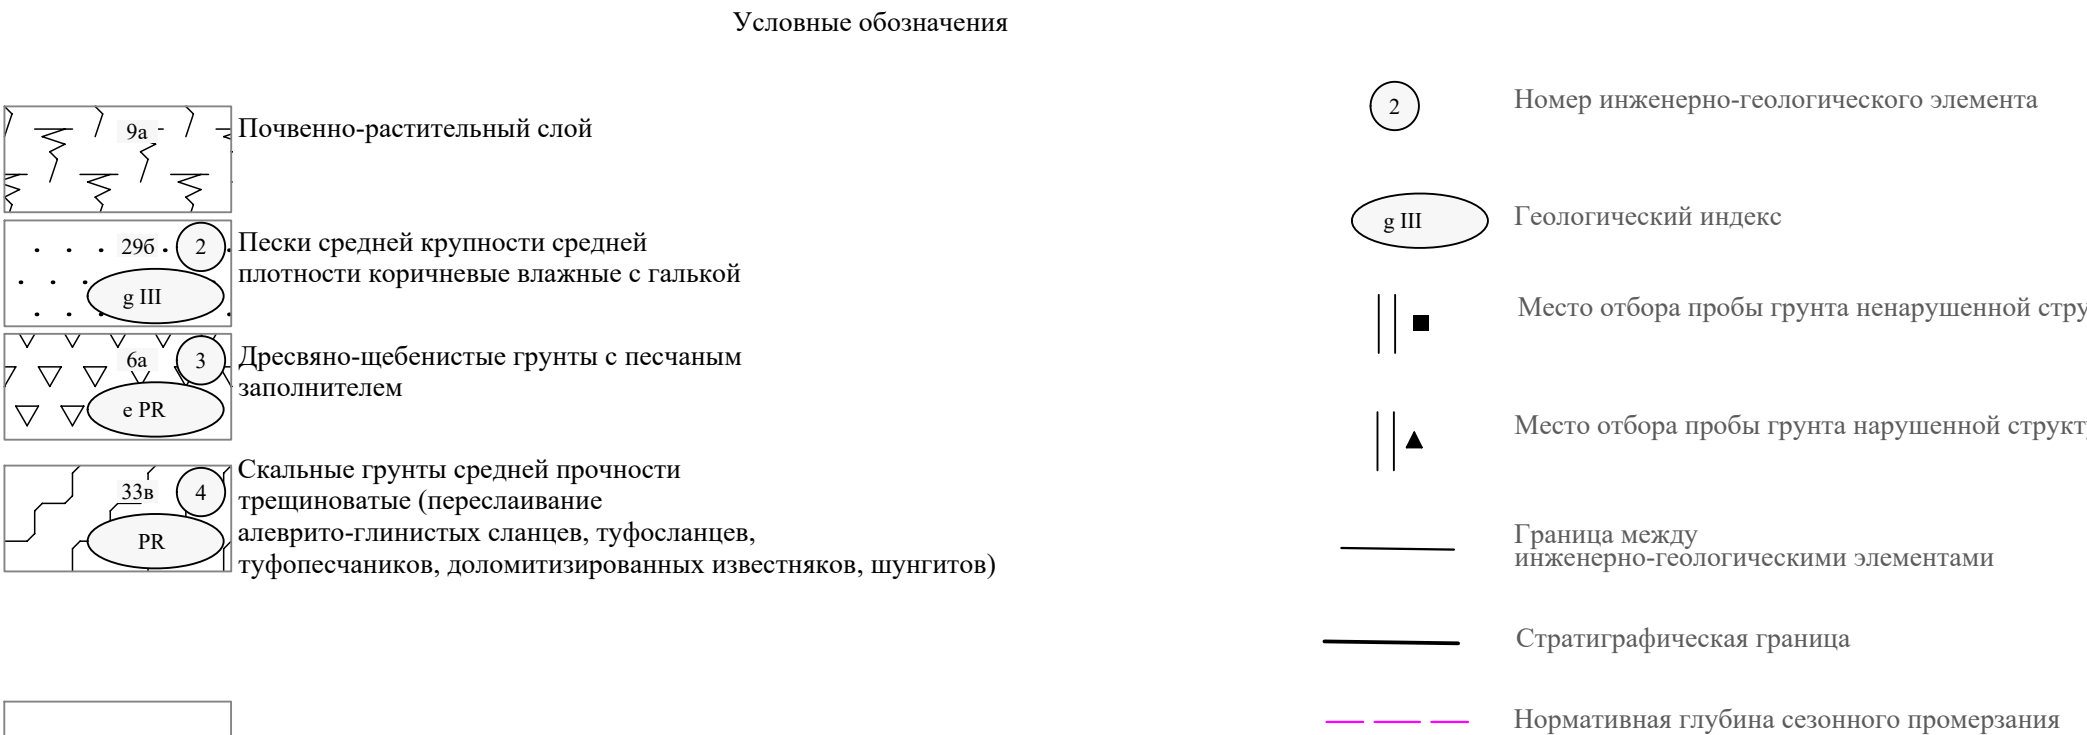 Условные обозначения
9а
Почвенно-растительный слой
29б 2
Пески средней крупности средней
плотности коричневые влажные с галькой
g III
6а 3
Дресвяно-щебенистые грунты с песчаным
заполнителем
e PR
33в 4
Скальные грунты средней прочности
трещиноватые (переслаивание
алеврито-глинистых сланцев, туфосланцев,
туфопесчаников, доломитизированных известняков, шунгитов)
PR
2
Номер инженерно-геологического элемента
g III
Геологический индекс
Место отбора пробы грунта ненарушенной стру
Место отбора пробы грунта нарушенной структ
Граница между
инженерно-геологическими элементами
Стратиграфическая граница
Нормативная глубина сезонного промерзания